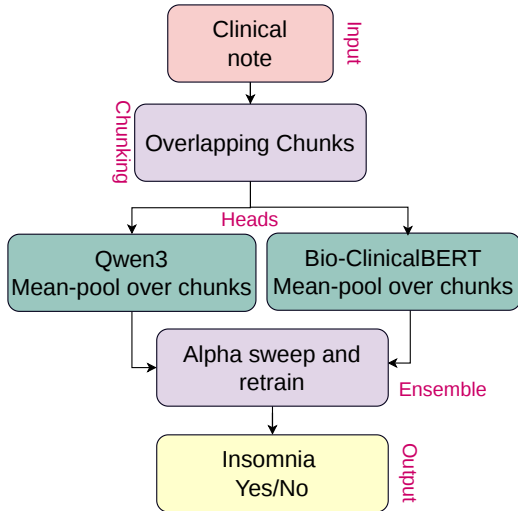 Clinical
note
Input
Chunking
Overlapping Chunks
Heads
Qwen3
Mean-pool over chunks
Bio-ClinicalBERT
Mean-pool over chunks
Alpha sweep and
retrain
Ensemble
Insomnia
Yes/No
Output